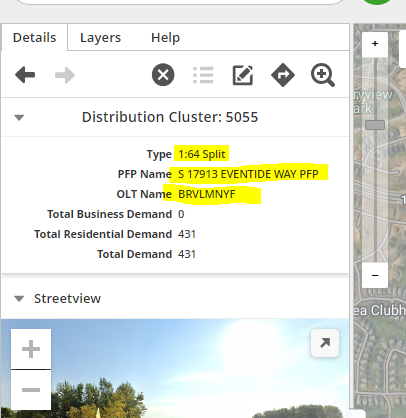 Details Layers Help
Distribution Cluster: 5055
Type 1:64 Split
PFP Name S 17913 EVENTIDE WAY PFP
OLT Name BRVLMNYF
Total Business Demand 0
Total Residential Demand 431
Total Demand 431
Streetview
ryview
ark
ea Clubh